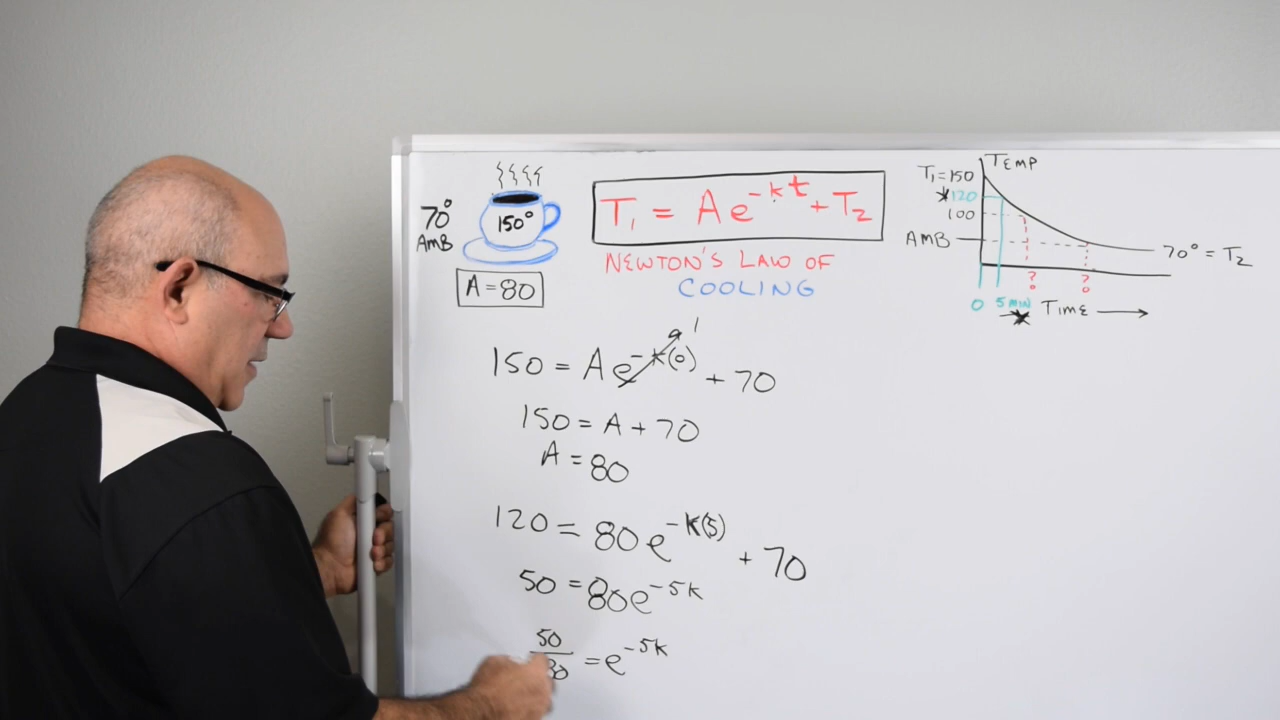 70° AMB
150°
A = 80
T₁ = Ae⁻ᵏᵗ + T₂
NEWTON'S LAW OF
COOLING
TEMP
T₁ = 150
*120
100
AMB
70° = T₂
? ?
0 5 MIN TIME →
*
150 = Ae^-k(0) + 70
1
150 = A + 70
A = 80
120 = 80e^-k(5) + 70
50 = 80e^-5k
50/80 = e^-5k